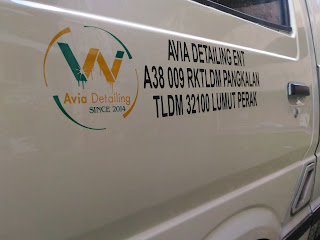 Avia Detailing
SINCE 2014
AVIA DETAILING ENT
A38 009 RKTLDM PANGKALAN
TLDM 32100 LUMUT PERAK